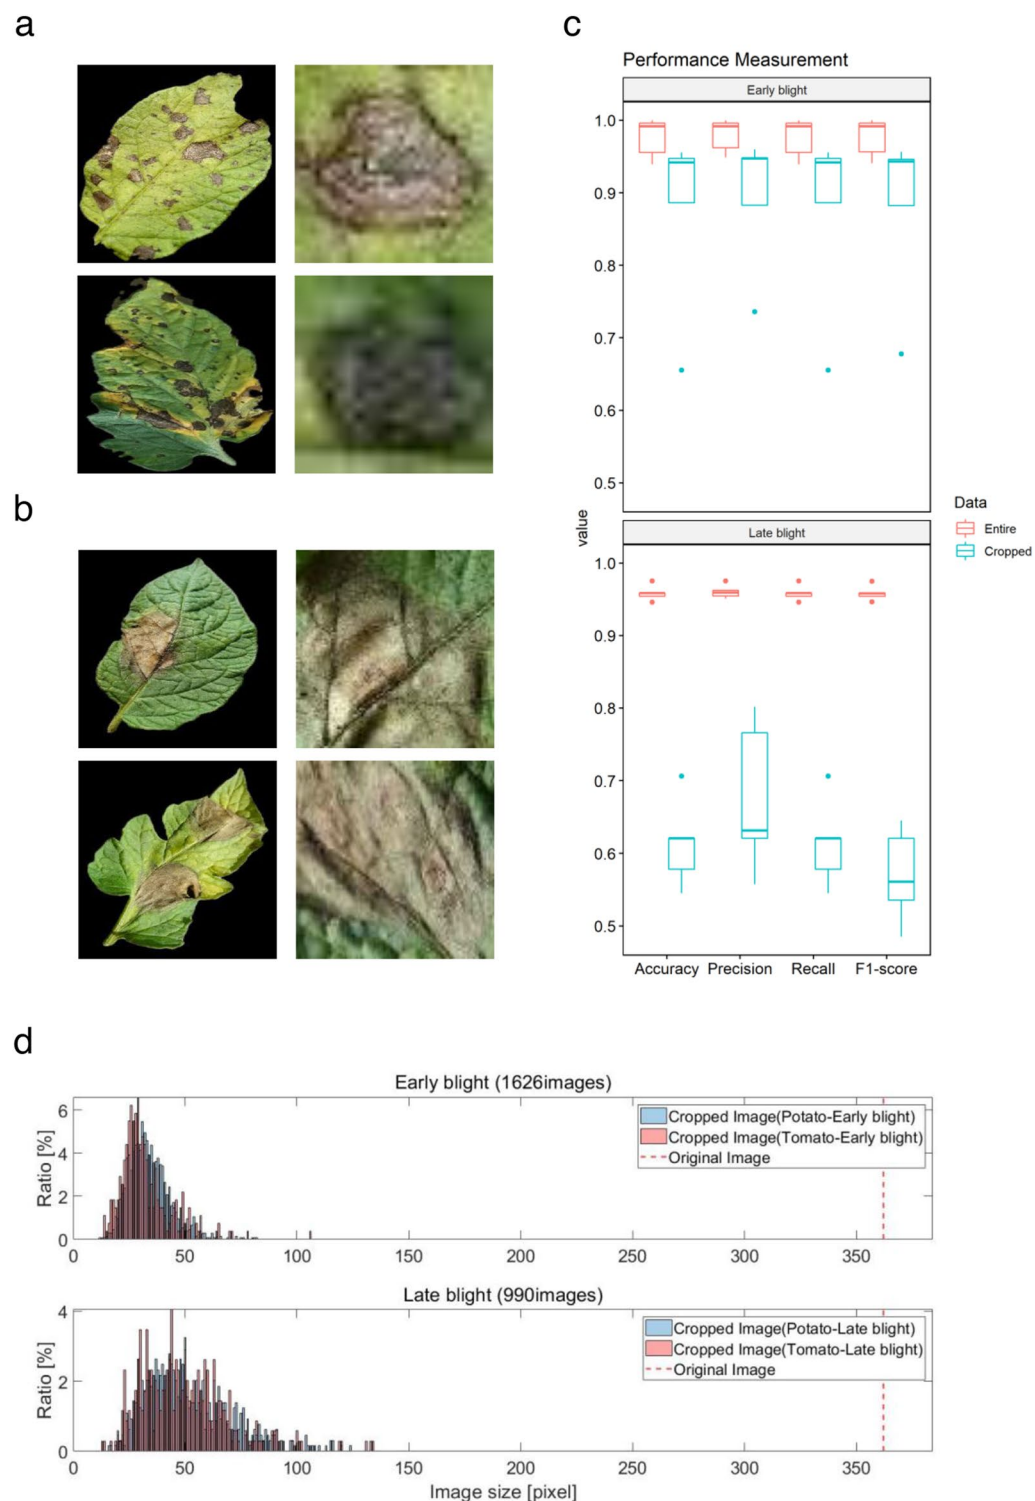 a
c
Performance Measurement
Early blight
1.0
0.9
0.8
0.7
0.6
0.5
b
value
Late blight
1.0
0.9
0.8
0.7
0.6
0.5
Accuracy Precision Recall F1-score
Data
Entire
Cropped
d
Early blight (1626images)
Ratio [%]
6
4
2
0
Cropped Image(Potato-Early blight)
Cropped Image(Tomato-Early blight)
Original Image
0 50 100 150 200 250 300 350
Late blight (990images)
Ratio [%]
4
2
0
Cropped Image(Potato-Late blight)
Cropped Image(Tomato-Late blight)
Original Image
0 50 100 150 200 250 300 350
Image size [pixel]